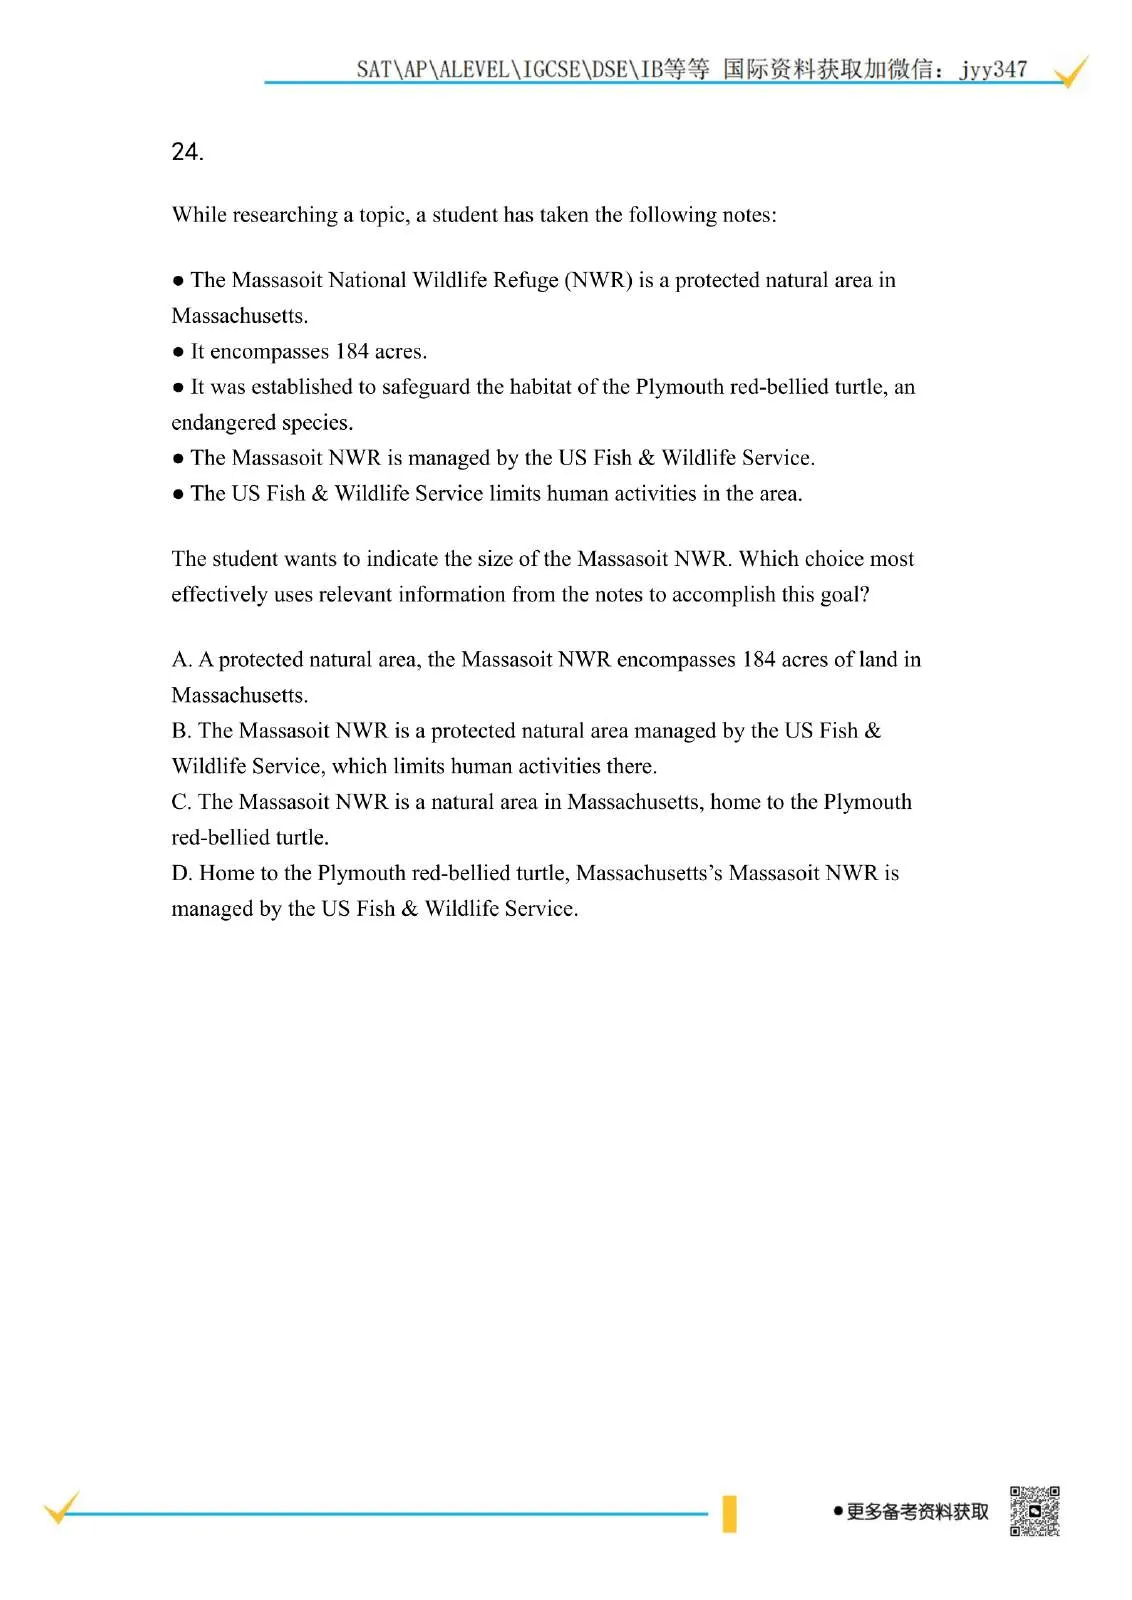 SAT\AP\ALEVEL\IGCSE\DSE\IB等等 国际资料获取加微信：jyy347
24.
While researching a topic, a student has taken the following notes:
● The Massasoit National Wildlife Refuge (NWR) is a protected natural area in
Massachusetts.
● It encompasses 184 acres.
● It was established to safeguard the habitat of the Plymouth red-bellied turtle, an
endangered species.
● The Massasoit NWR is managed by the US Fish & Wildlife Service.
● The US Fish & Wildlife Service limits human activities in the area.
The student wants to indicate the size of the Massasoit NWR. Which choice most
effectively uses relevant information from the notes to accomplish this goal?
A. A protected natural area, the Massasoit NWR encompasses 184 acres of land in
Massachusetts.
B. The Massasoit NWR is a protected natural area managed by the US Fish &
Wildlife Service, which limits human activities there.
C. The Massasoit NWR is a natural area in Massachusetts, home to the Plymouth
red-bellied turtle.
D. Home to the Plymouth red-bellied turtle, Massachusetts’s Massasoit NWR is
managed by the US Fish & Wildlife Service.
●更多备考资料获取